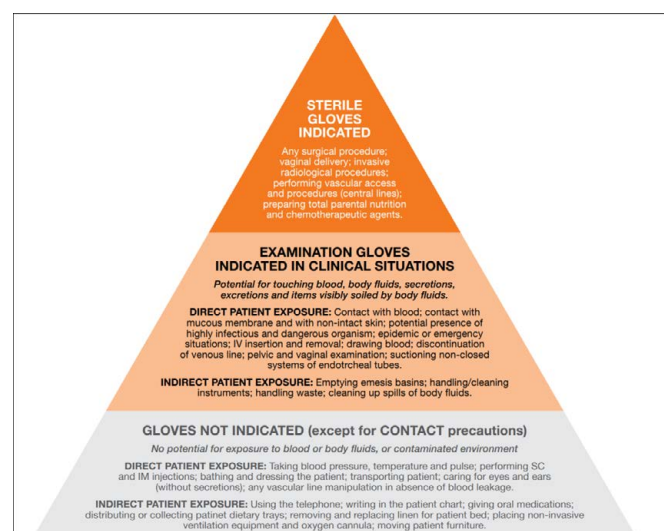 STERILE
GLOVES
INDICATED
Any surgical procedure;
vaginal delivery; invasive
radiological procedures;
performing vascular access
and procedures (central lines);
preparing total parental nutrition
and chemotherapeutic agents.
EXAMINATION GLOVES
INDICATED IN CLINICAL SITUATIONS
Potential for touching blood, body fluids, secretions,
excretions and items visibly soiled by body fluids.
DIRECT PATIENT EXPOSURE: Contact with blood; contact with
mucous membrane and with non-intact skin; potential presence of
highly infectious and dangerous organism; epidemic or emergency
situations; IV insertion and removal; drawing blood; discontinuation
of venous line; pelvic and vaginal examination; suctioning non-closed
systems of endotrcheal tubes.
INDIRECT PATIENT EXPOSURE: Emptying emesis basins; handling/cleaning
instruments; handling waste; cleaning up spills of body fluids.
GLOVES NOT INDICATED (except for CONTACT precautions)
No potential for exposure to blood or body fluids, or contaminated environment
DIRECT PATIENT EXPOSURE: Taking blood pressure, temperature and pulse; performing SC
and IM injections; bathing and dressing the patient; transporting patient; caring for eyes and ears
(without secretions); any vascular line manipulation in absence of blood leakage.
INDIRECT PATIENT EXPOSURE: Using the telephone; writing in the patient chart; giving oral medications;
distributing or collecting patinet dietary trays; removing and replacing linen for patient bed; placing non-invasive
ventilation equipment and oxygen cannula; moving patient furniture.